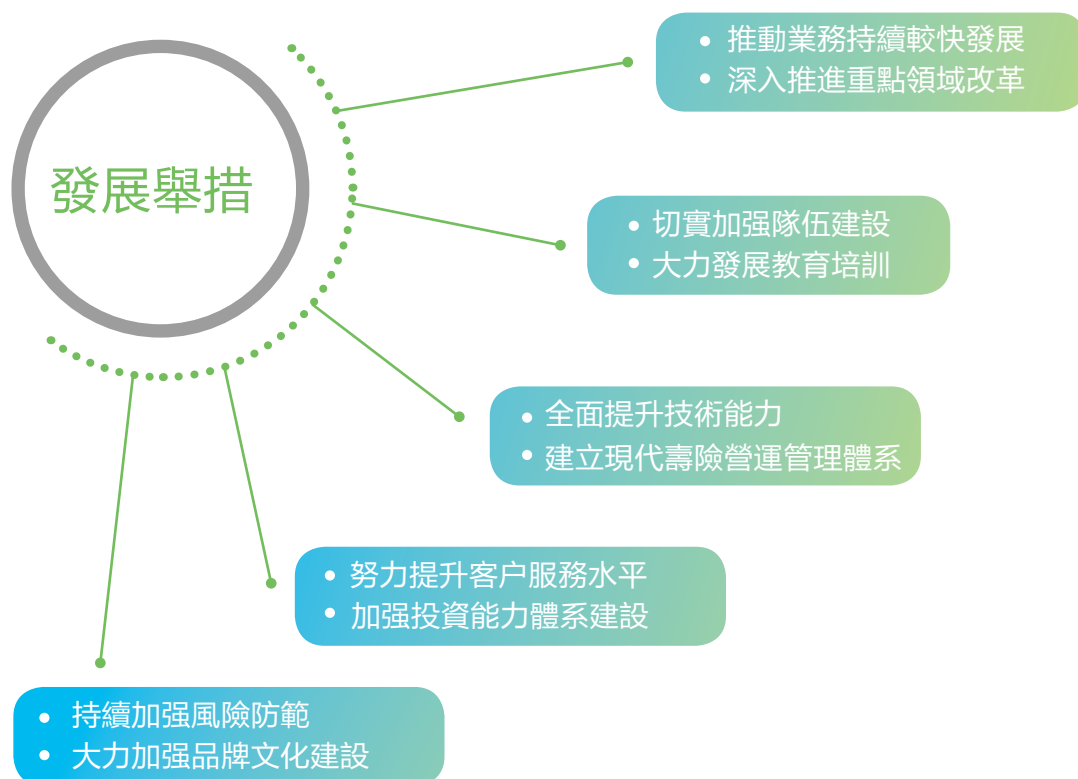 發展舉措
• 推動業務持續較快發展
• 深入推進重點領域改革
• 切實加强隊伍建設
• 大力發展教育培訓
• 全面提升技術能力
• 建立現代壽險營運管理體系
• 努力提升客户服務水平
• 加强投資能力體系建設
• 持續加强風險防範
• 大力加强品牌文化建設